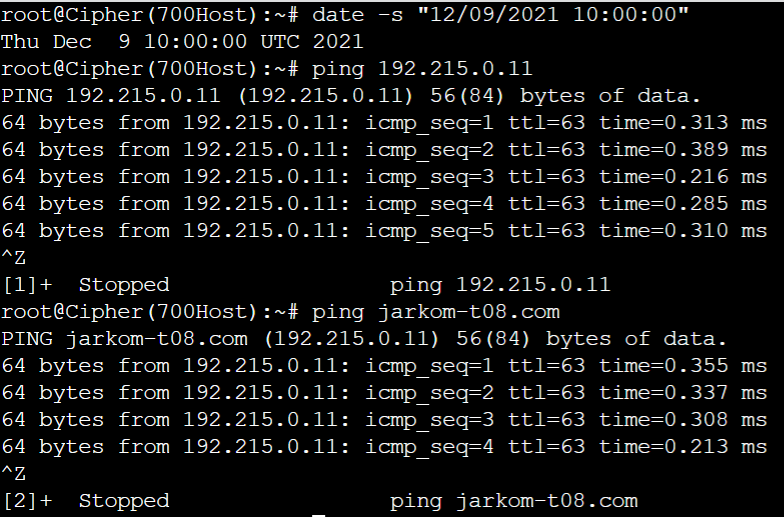 root@Cipher(700Host):~# date -s "12/09/2021 10:00:00"
Thu Dec  9 10:00:00 UTC 2021
root@Cipher(700Host):~# ping 192.215.0.11
PING 192.215.0.11 (192.215.0.11) 56(84) bytes of data.
64 bytes from 192.215.0.11: icmp_seq=1 ttl=63 time=0.313 ms
64 bytes from 192.215.0.11: icmp_seq=2 ttl=63 time=0.389 ms
64 bytes from 192.215.0.11: icmp_seq=3 ttl=63 time=0.216 ms
64 bytes from 192.215.0.11: icmp_seq=4 ttl=63 time=0.285 ms
64 bytes from 192.215.0.11: icmp_seq=5 ttl=63 time=0.310 ms
^Z
[1]+  Stopped                 ping 192.215.0.11
root@Cipher(700Host):~# ping jarkom-t08.com
PING jarkom-t08.com (192.215.0.11) 56(84) bytes of data.
64 bytes from 192.215.0.11: icmp_seq=1 ttl=63 time=0.355 ms
64 bytes from 192.215.0.11: icmp_seq=2 ttl=63 time=0.337 ms
64 bytes from 192.215.0.11: icmp_seq=3 ttl=63 time=0.308 ms
64 bytes from 192.215.0.11: icmp_seq=4 ttl=63 time=0.213 ms
^Z
[2]+  Stopped                 ping jarkom-t08.com